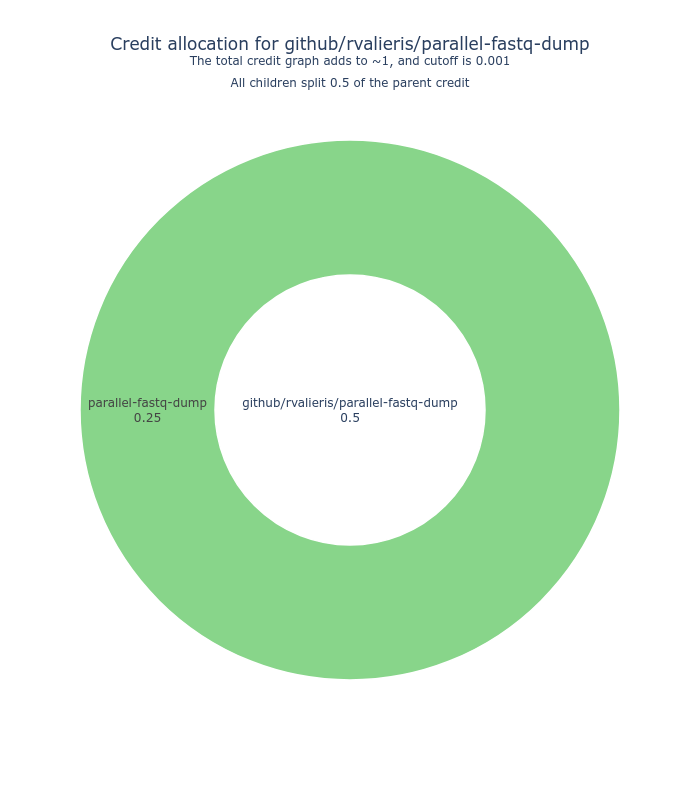 Credit allocation for github/rvalieris/parallel-fastq-dump
The total credit graph adds to ~1, and cutoff is 0.001
All children split 0.5 of the parent credit
parallel-fastq-dump
0.25
github/rvalieris/parallel-fastq-dump
0.5